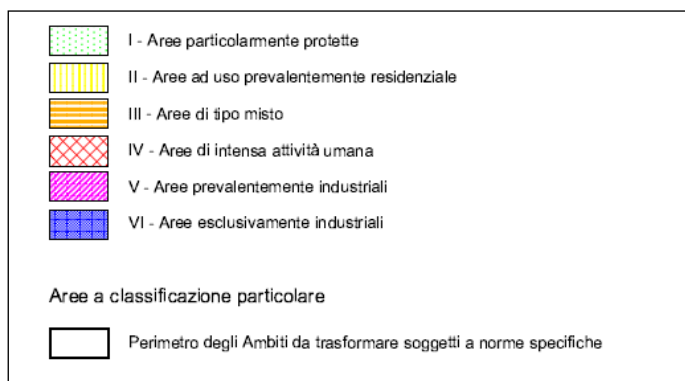 I - Aree particolarmente protette
II - Aree ad uso prevalentemente residenziale
III - Aree di tipo misto
IV - Aree di intensa attività umana
V - Aree prevalentemente industriali
VI - Aree esclusivamente industriali
Aree a classificazione particolare
Perimetro degli Ambiti da trasformare soggetti a norme specifiche